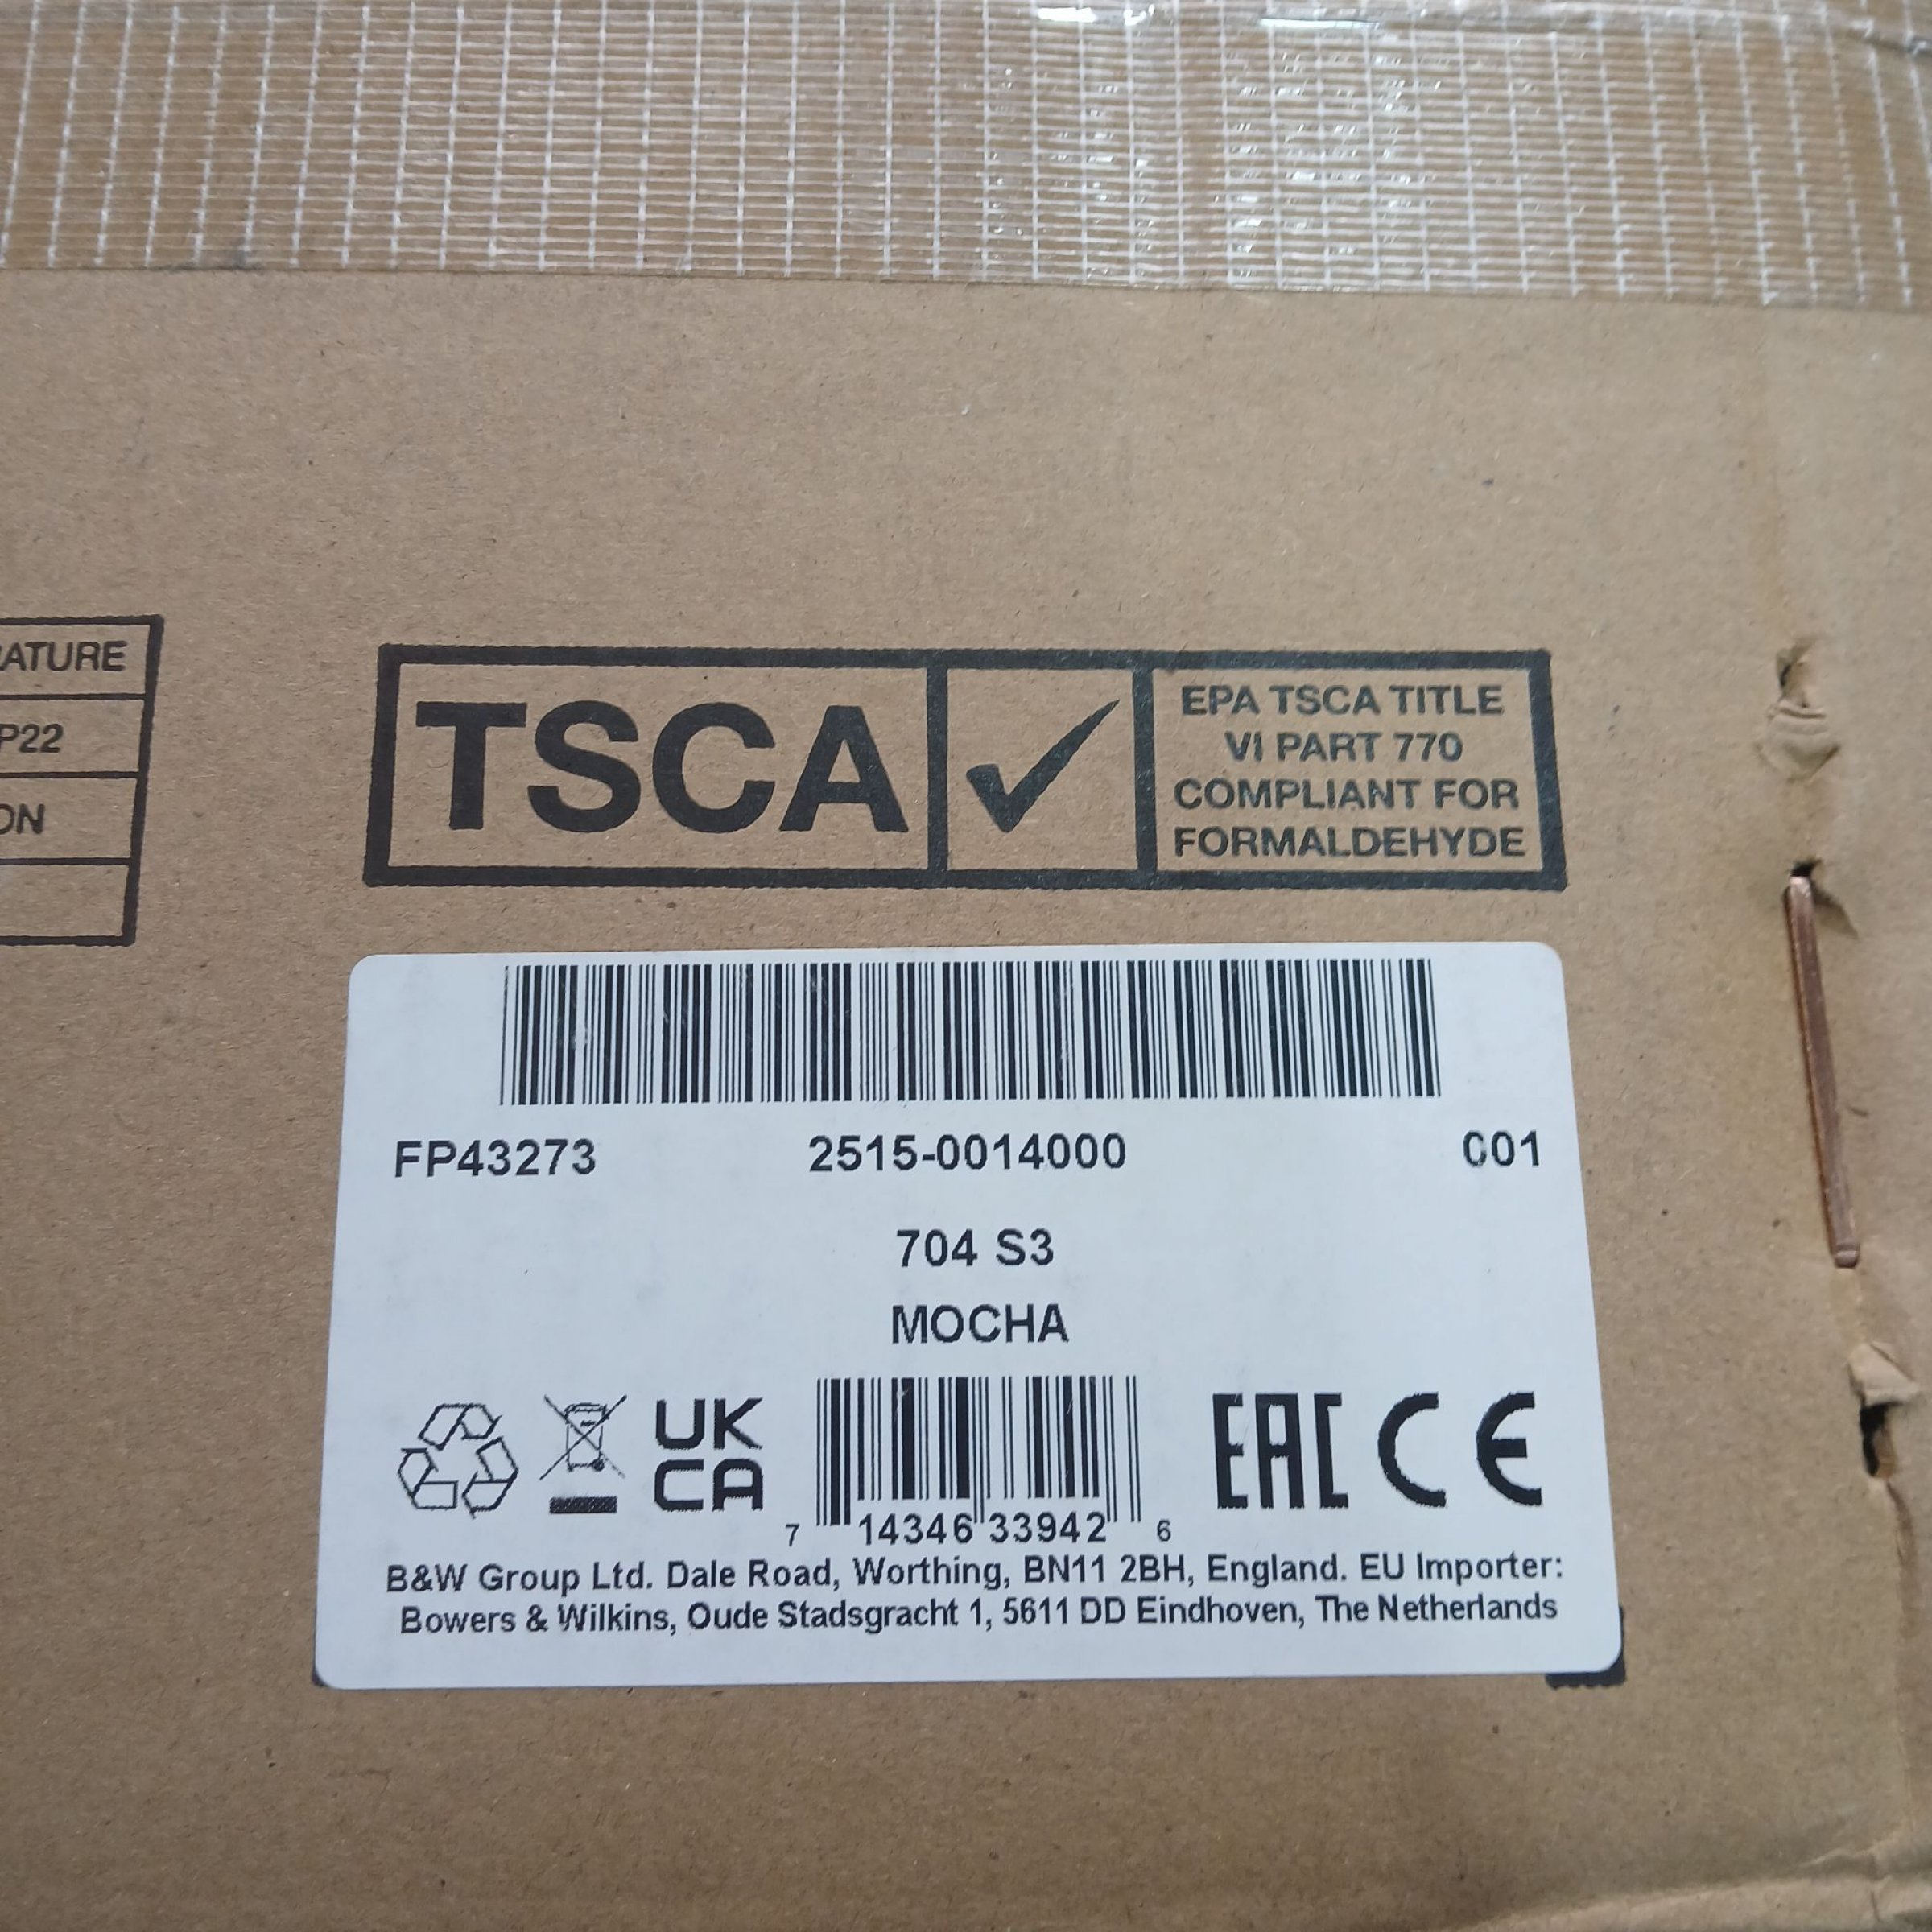 RATURE
P22
ON
TSCA
EPA TSCA TITLE
VI PART 770
COMPLIANT FOR
FORMALDEHYDE
FP43273 2515-0014000 C01
704 S3
MOCHA
UK
CA
EAC CE
7 14346 33942 6
B&W Group Ltd. Dale Road, Worthing, BN11 2BH, England. EU Importer:
Bowers & Wilkins, Oude Stadsgracht 1, 5611 DD Eindhoven, The Netherlands